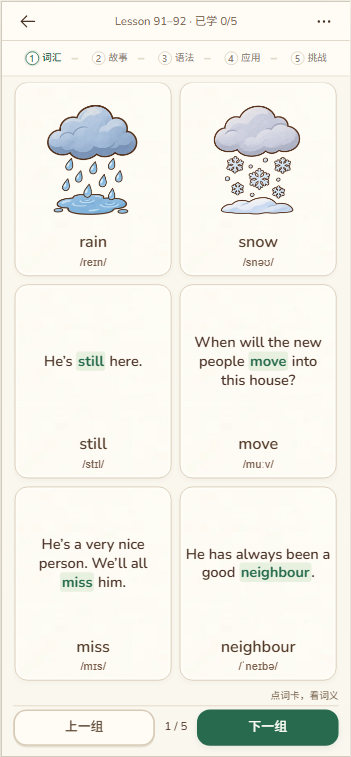 Lesson 91–92 · 已学 0/5
1 词汇 – 2 故事 – 3 语法 – 4 应用 – 5 挑战
rain
/reɪn/
snow
/snəʊ/
He's still here.
still
/stɪl/
When will the new
people move into
this house?
move
/muːv/
He's a very nice
person. We'll all
miss him.
miss
/mɪs/
He has always been a
good neighbour.
neighbour
/ˈneɪbə/
点词卡，看词义
上一组
1 / 5
下一组